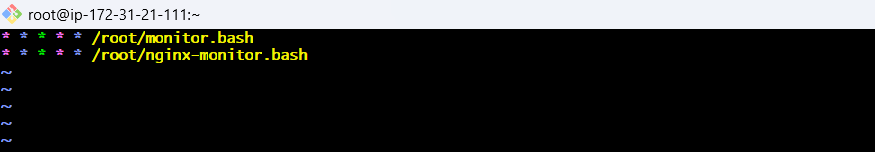 root@ip-172-31-21-111:~
* * * * * /root/monitor.bash
* * * * * /root/nginx-monitor.bash
~
~
~
~
~